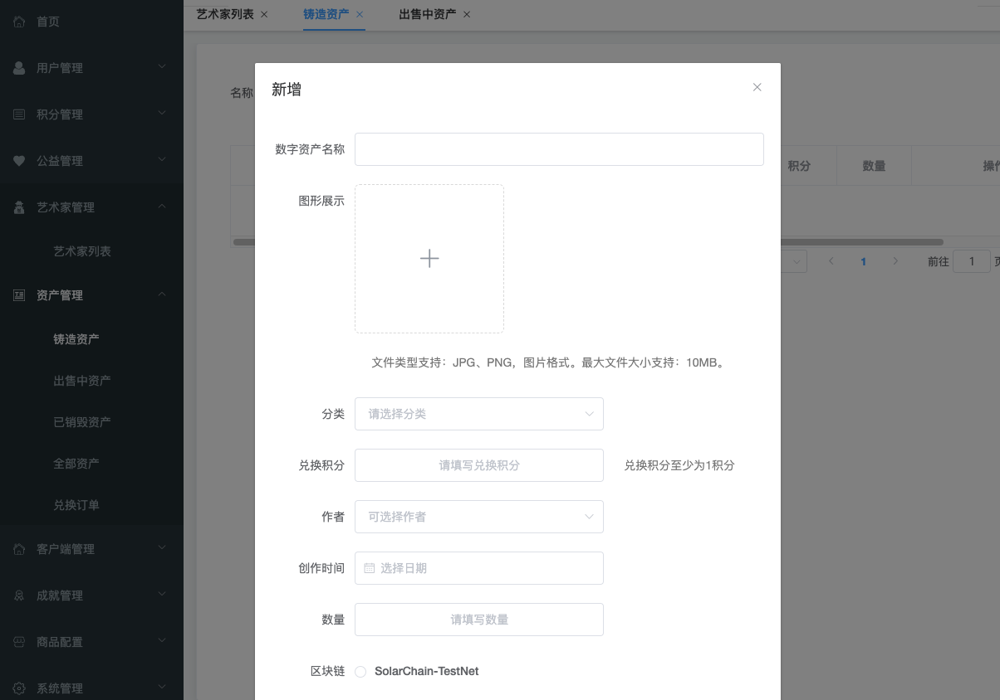 首页
用户管理
积分管理
公益管理
艺术家管理
艺术家列表
资产管理
铸造资产
出售中资产
已销毁资产
全部资产
兑换订单
客户端管理
成就管理
商品配置
系统管理
艺术家列表 铸造资产 出售中资产
名称
积分 数量
1 前往 1
新增
数字资产名称
图形展示
文件类型支持：JPG、PNG，图片格式。最大文件大小支持：10MB。
分类 请选择分类
兑换积分 请填写兑换积分 兑换积分至少为1积分
作者 可选择作者
创作时间 选择日期
数量 请填写数量
区块链 SolarChain-TestNet